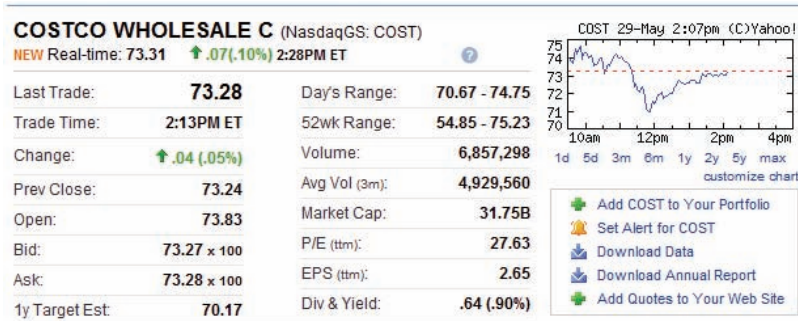 COSTCO WHOLESALE C (NasdaqGS: COST)
NEW Real-time: 73.31 .07(.10%) 2:28PM ET ?
Last Trade: 73.28
Trade Time: 2:13PM ET
Change: .04 (.05%)
Prev Close: 73.24
Open: 73.83
Bid: 73.27 x 100
Ask: 73.28 x 100
1y Target Est: 70.17
Day's Range: 70.67 - 74.75
52wk Range: 54.85 - 75.23
Volume: 6,857,298
Avg Vol (3m): 4,929,560
Market Cap: 31.75B
P/E (ttm): 27.63
EPS (ttm): 2.65
Div & Yield: .64 (.90%)
COST 29-May 2:07pm (C)Yahoo!
75
74
73
72
71
70
10am 12pm 2pm 4pm
1d 5d 3m 6m 1y 2y 5y max
customize chart
Add COST to Your Portfolio
Set Alert for COST
Download Data
Download Annual Report
Add Quotes to Your Web Site